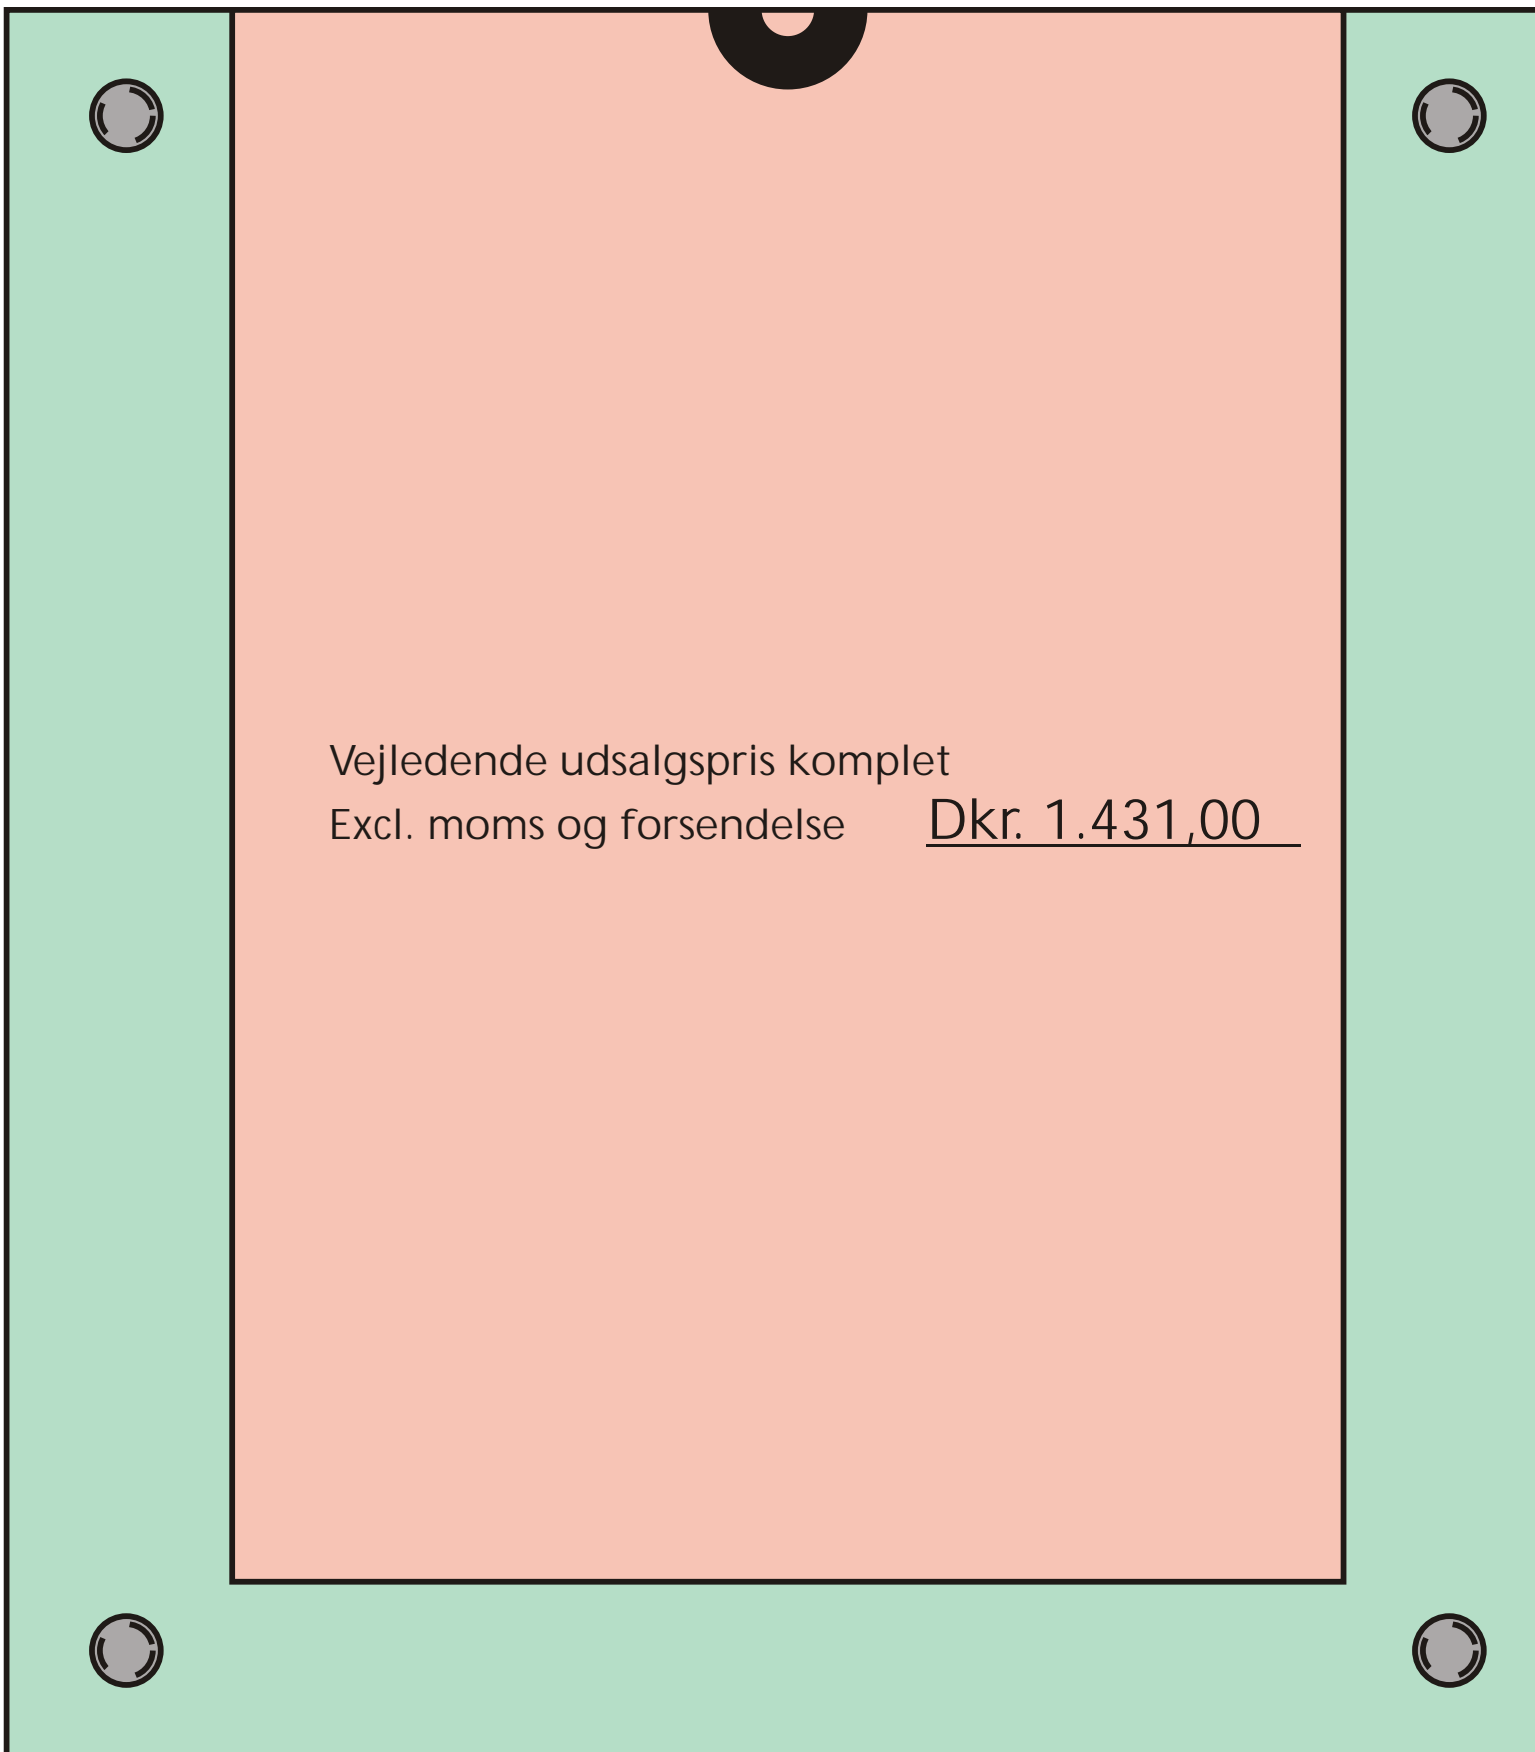 Vejledende udsalgspris komplet
Excl. moms og forsendelse Dkr. 1.431,00